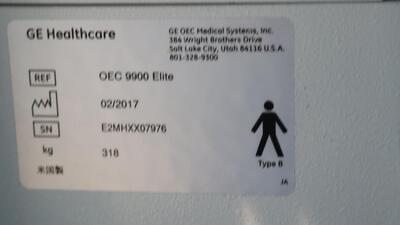 GE Healthcare
GE OEC Medical Systems, Inc.
384 Wright Brothers Drive
Salt Lake City, Utah 84116 U.S.A.
801-328-9300
REF OEC 9900 Elite
02/2017
SN E2MHXX07976
kg 318
米国製
Type B
JA